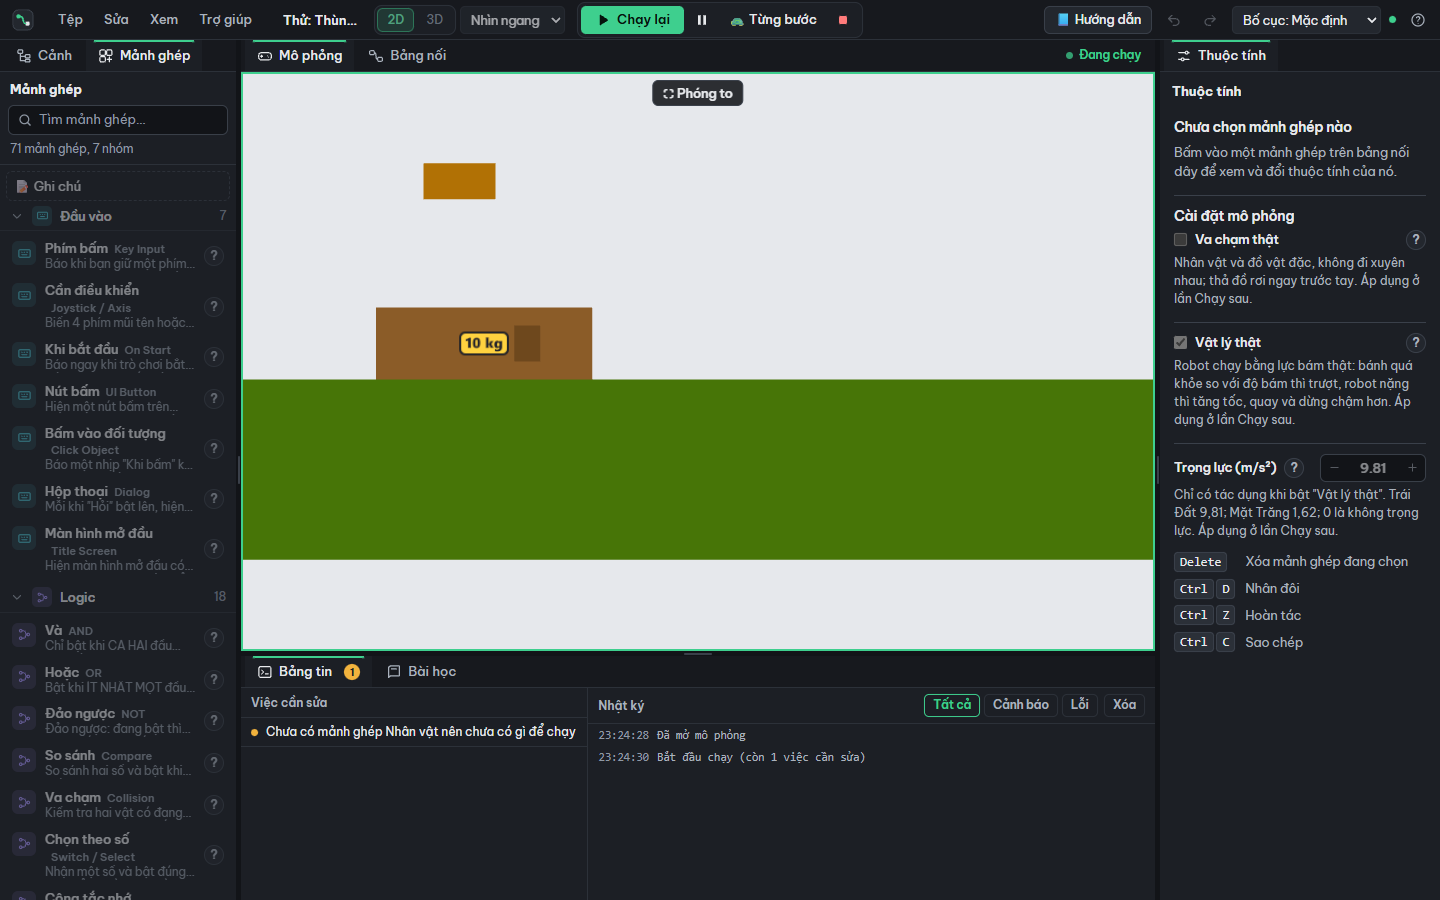 Tệp
Sửa
Xem
Trợ giúp
Thử: Thùn...
2D
3D
Nhìn ngang
Chạy lại
Từng bước
Hướng dẫn
Bố cục: Mặc định
Cảnh
Mảnh ghép
Mảnh ghép
Tìm mảnh ghép...
71 mảnh ghép, 7 nhóm
Ghi chú
Đầu vào 7
Phím bấm Key Input
Báo khi bạn giữ một phím...
Cần điều khiển
Joystick / Axis
Biến 4 phím mũi tên hoặc...
Khi bắt đầu On Start
Báo ngay khi trò chơi bắt...
Nút bấm UI Button
Hiện một nút bấm trên...
Bấm vào đối tượng
Click Object
Báo một nhịp "Khi bấm" k...
Hộp thoại Dialog
Mỗi khi "Hỏi" bật lên, hiện...
Màn hình mở đầu
Title Screen
Hiện màn hình mở đầu có...
Logic 18
Và AND
Chỉ bật khi CẢ HAI đầu...
Hoặc OR
Bật khi ÍT NHẤT MỘT đầu...
Đảo ngược NOT
Đảo ngược: đang bật thì...
So sánh Compare
So sánh hai số và bật khi...
Va chạm Collision
Kiểm tra hai vật có đang...
Chọn theo số
Switch / Select
Nhận một số và bật đúng...
Công tắc nhớ
Mô phỏng
Bảng nối
Đang chạy
Phóng to
10 kg
Bảng tin 1
Bài học
Việc cần sửa
Chưa có mảnh ghép Nhân vật nên chưa có gì để chạy
Nhật ký
Tất cả
Cảnh báo
Lỗi
Xóa
23:24:28 Đã mở mô phỏng
23:24:30 Bắt đầu chạy (còn 1 việc cần sửa)
Thuộc tính
Thuộc tính
Chưa chọn mảnh ghép nào
Bấm vào một mảnh ghép trên bảng nối
dây để xem và đổi thuộc tính của nó.
Cài đặt mô phỏng
Va chạm thật ?
Nhân vật và đồ vật đặc, không đi xuyên
nhau; thả đồ rơi ngay trước tay. Áp dụng ở
lần Chạy sau.
Vật lý thật ?
Robot chạy bằng lực bám thật: bánh quá
khỏe so với độ bám thì trượt, robot nặng
thì tăng tốc, quay và dừng chậm hơn. Áp
dụng ở lần Chạy sau.
Trọng lực (m/s²) ? − 9.81 +
Chỉ có tác dụng khi bật "Vật lý thật". Trái
Đất 9,81; Mặt Trăng 1,62; 0 là không trọng
lực. Áp dụng ở lần Chạy sau.
Delete Xóa mảnh ghép đang chọn
Ctrl D Nhân đôi
Ctrl Z Hoàn tác
Ctrl C Sao chép